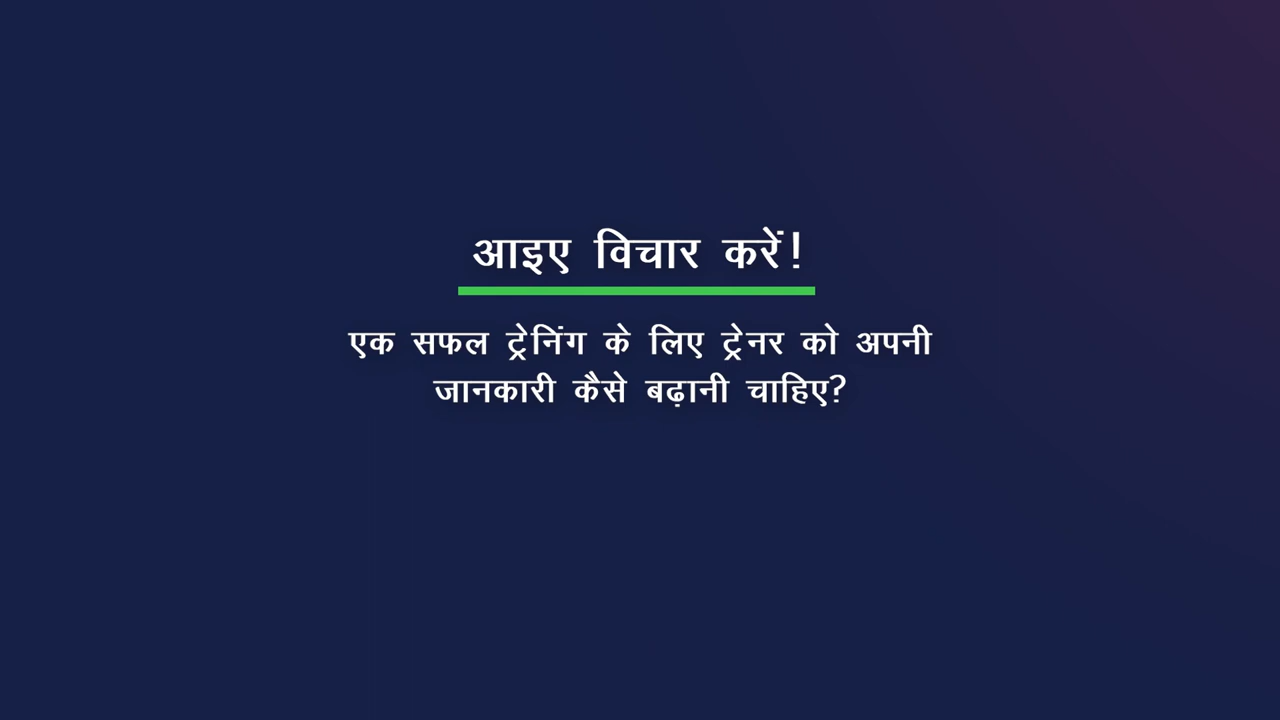 आइए विचार करें!
एक सफल ट्रेनिंग के लिए ट्रेनर को अपनी
जानकारी कैसे बढ़ानी चाहिए?